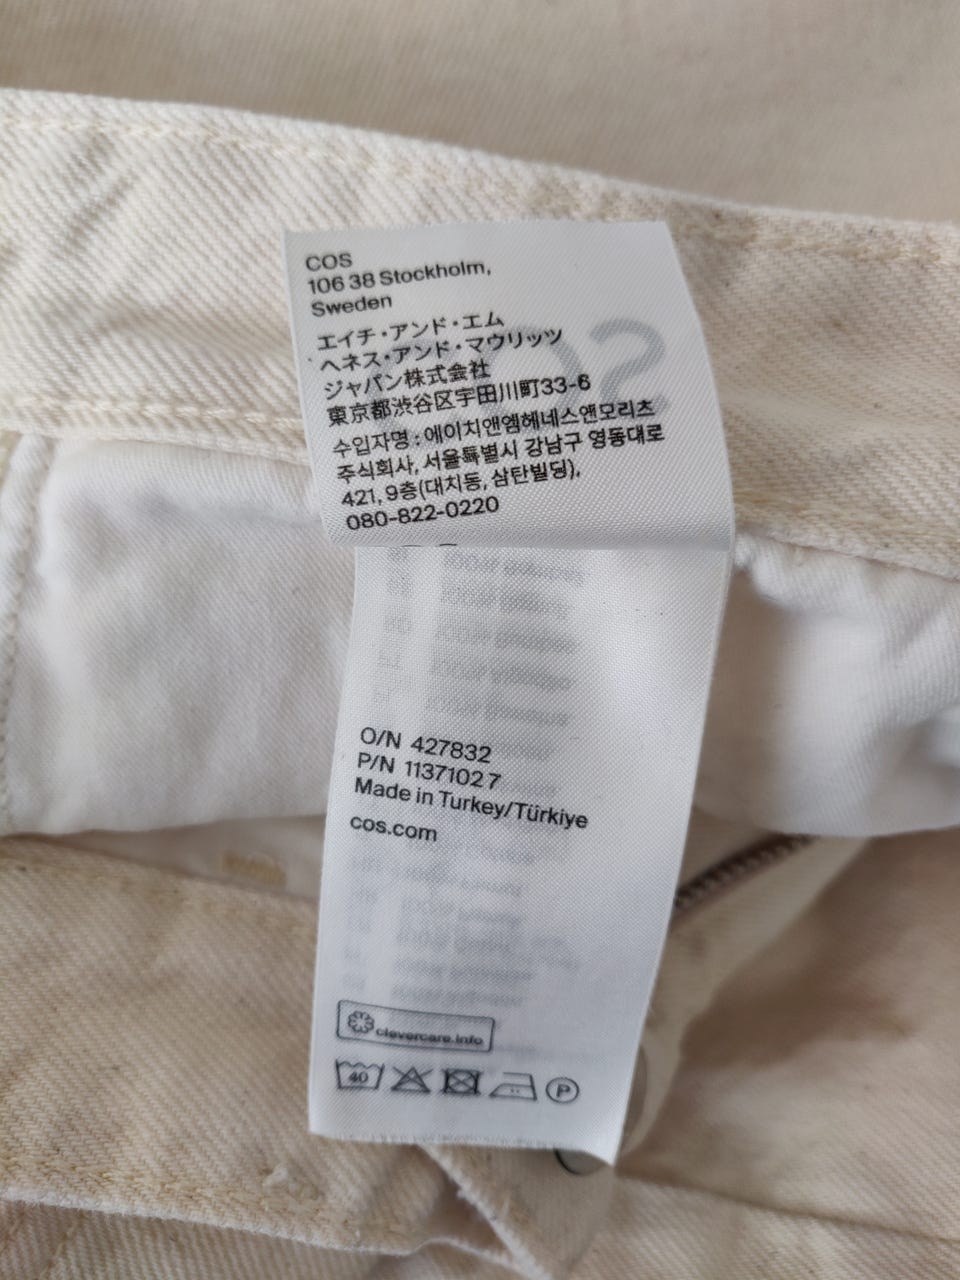 COS
106 38 Stockholm,
Sweden
エイチ・アンド・エム
ヘネス・アンド・マウリッツ
ジャパン株式会社
東京都渋谷区宇田川町33-6
수입자명 : 에이치앤엠헤네스앤모리츠
주식회사, 서울특별시 강남구 영동대로
421, 9층(대치동, 삼탄빌딩),
080-822-0220
O/N 427832
P/N 1137102 7
Made in Turkey/Türkiye
cos.com
clevercare.info
40 P